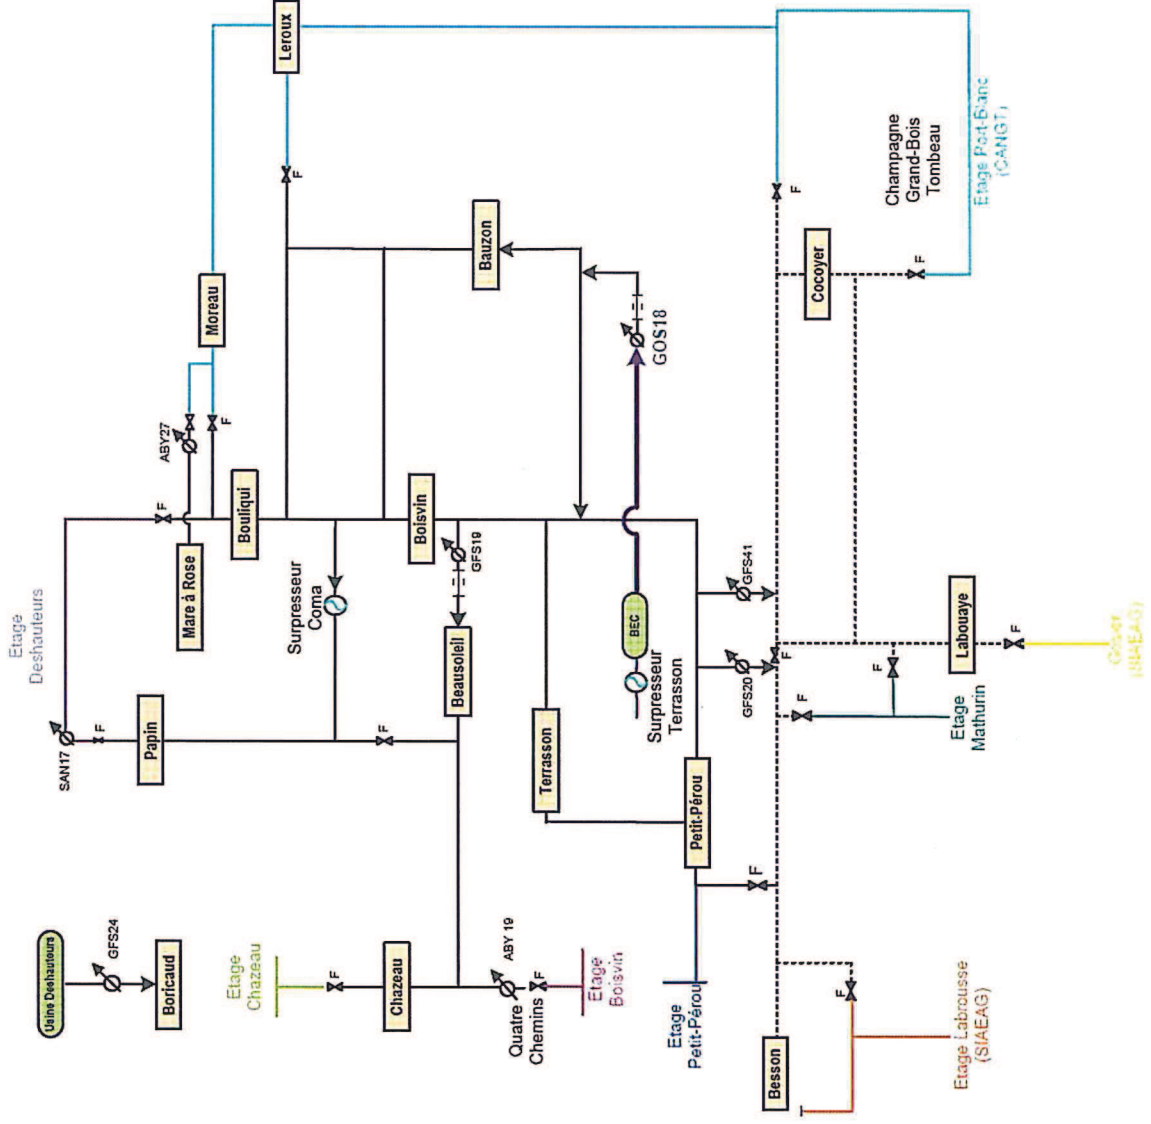 Usine Deshauteurs
GFS24
Boricaud
Etage
Chazeau
Chazeau
ABY 19
Quatre
Chemins
F
Etage
Boisvin
F
Etage
Petit-Pérou
Besson
F
Etage Labrousse
(SIAEAG)
Etage
Deshauteurs
SAN17
F
Papin
F
Surpresseur
Coma
F
Beausoleil
GFS19
Terrasson
Petit-Pérou
F
Surpresseur
Terrasson
BEC
GFS20
GFS41
F
F
F
Etage
Mathurin
Labouaye
F
Gosier
(SIAEAG)
F
Mare à Rose
ABY27
F
Bouliqui
Boisvin
Moreau
Leroux
F
Bauzon
GOS18
F
Cocoyer
F
Champagne
Grand-Bois
Tombeau
Etage Port-Blanc
(CANGT)